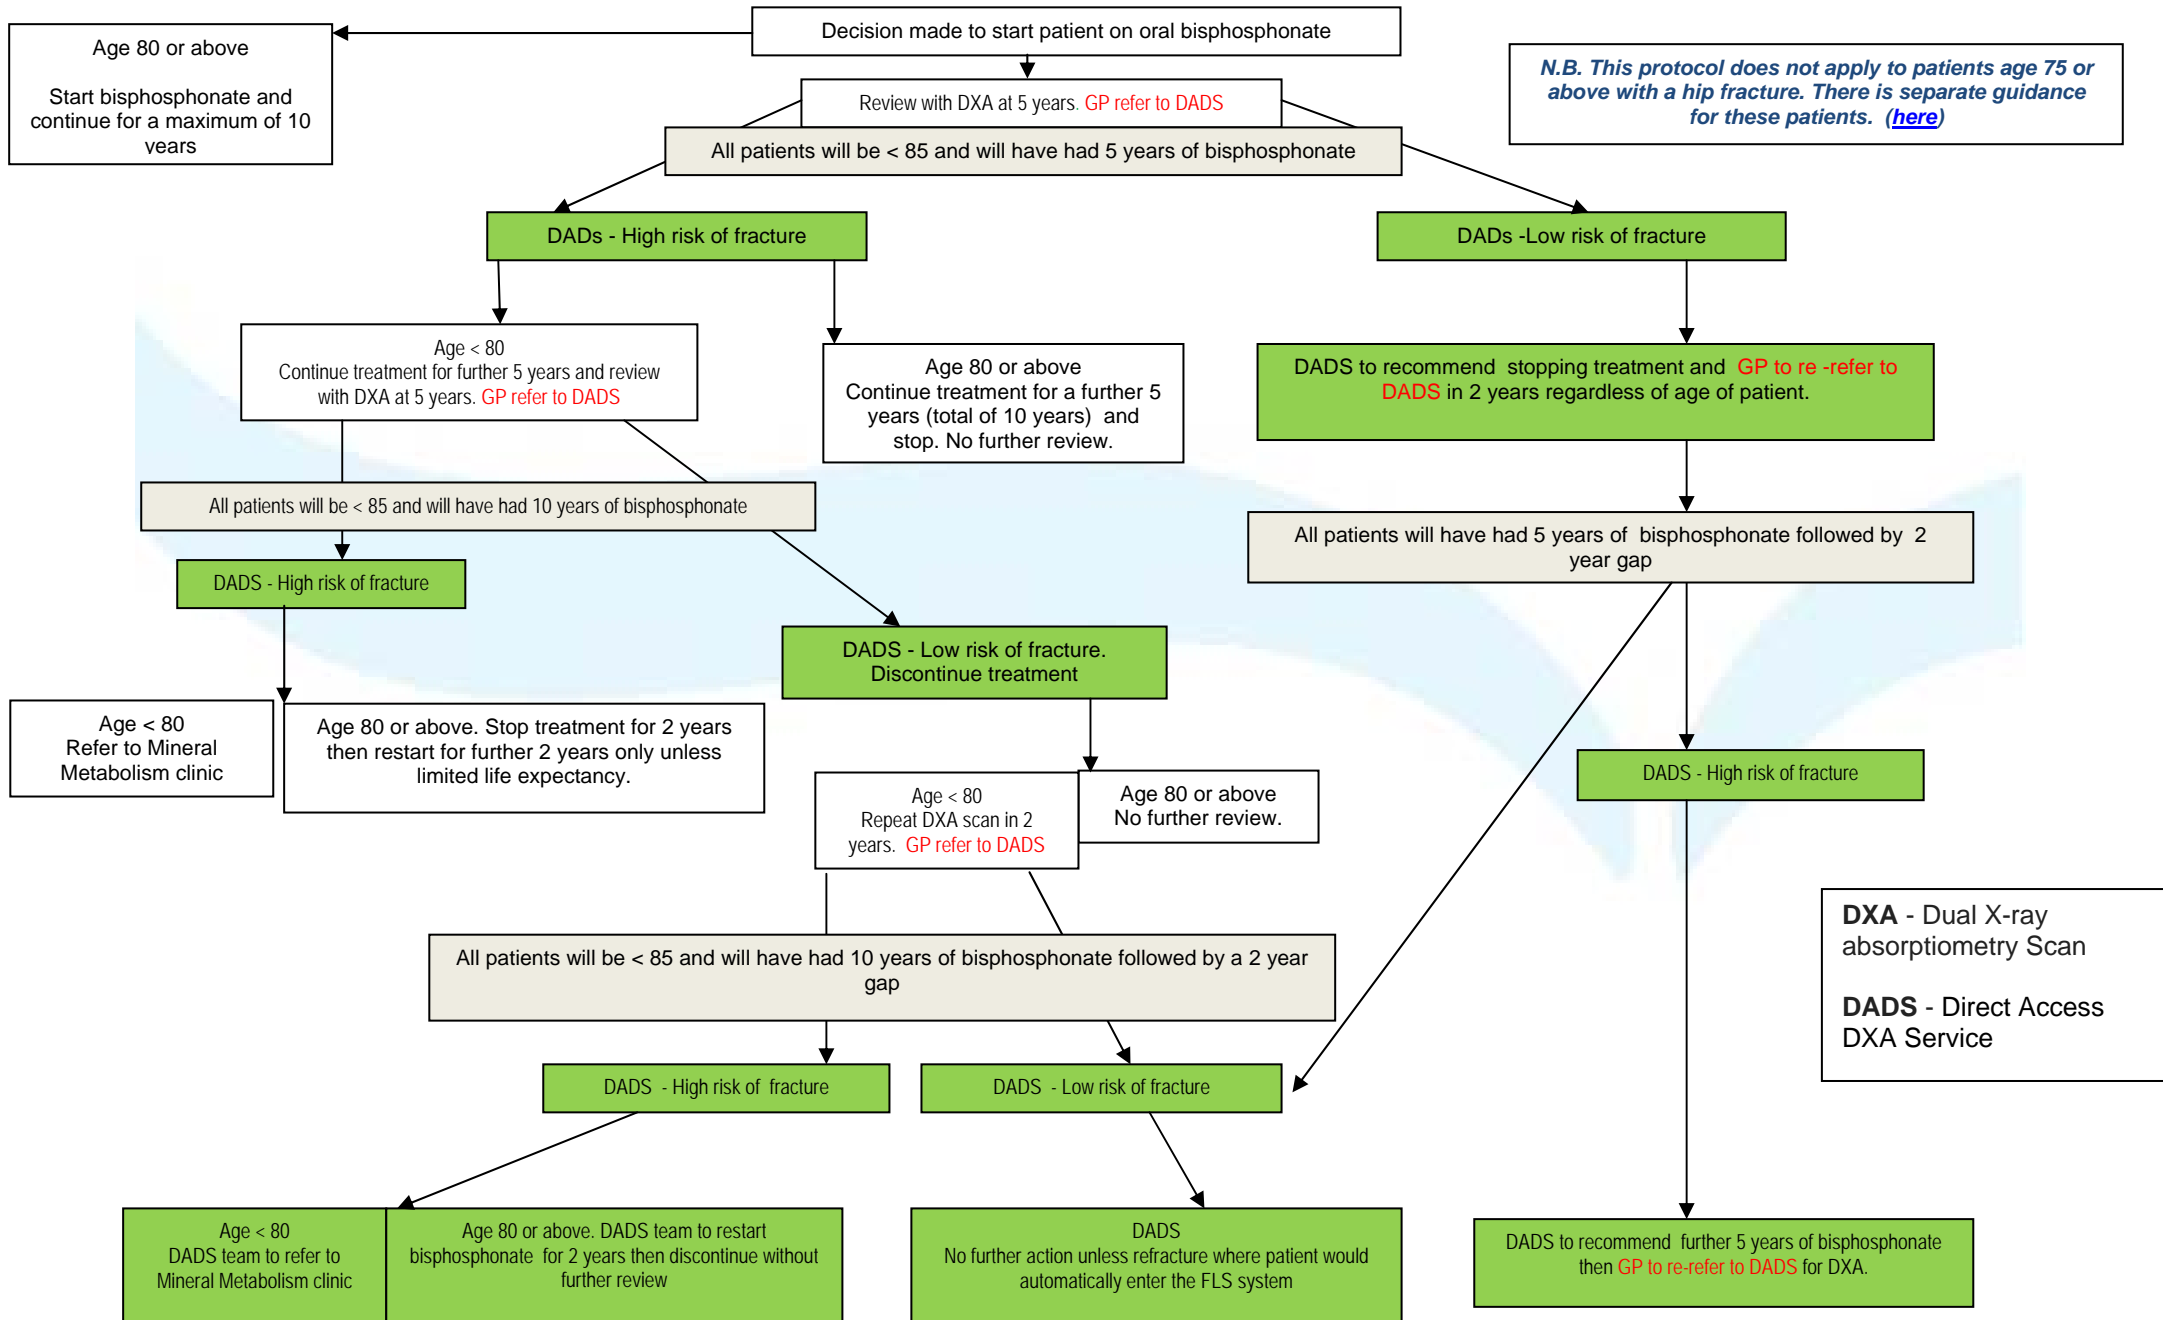 Decision made to start patient on oral bisphosphonate
Age 80 or above
Start bisphosphonate and
continue for a maximum of 10
years
N.B. This protocol does not apply to patients age 75 or
above with a hip fracture. There is separate guidance
for these patients.  (here)
Review with DXA at 5 years. GP refer to DADS
All patients will be < 85 and will have had 5 years of bisphosphonate
DADs - High risk of fracture
DADs -Low risk of fracture
Age < 80
Continue treatment for further 5 years and review
with DXA at 5 years. GP refer to DADS
Age 80 or above
Continue treatment for a further 5
years (total of 10 years)  and
stop. No further review.
DADS to recommend  stopping treatment and  GP to re -refer to
DADS in 2 years regardless of age of patient.
All patients will be < 85 and will have had 10 years of bisphosphonate
All patients will have had 5 years of  bisphosphonate followed by  2
year gap
DADS - High risk of fracture
DADS - Low risk of fracture.
Discontinue treatment
Age < 80
Refer to Mineral
Metabolism clinic
Age 80 or above. Stop treatment for 2 years
then restart for further 2 years only unless
limited life expectancy.
DADS - High risk of fracture
Age < 80
Repeat DXA scan in 2
years.  GP refer to DADS
Age 80 or above
No further review.
DXA - Dual X-ray
absorptiometry Scan
DADS - Direct Access
DXA Service
All patients will be < 85 and will have had 10 years of bisphosphonate followed by a 2 year
gap
DADS  - High risk of  fracture
DADS  - Low risk of fracture
Age < 80
DADS team to refer to
Mineral Metabolism clinic
Age 80 or above. DADS team to restart
bisphosphonate  for 2 years then discontinue without
further review
DADS
No further action unless refracture where patient would
automatically enter the FLS system
DADS to recommend  further 5 years of bisphosphonate
then GP to re-refer to DADS for DXA.